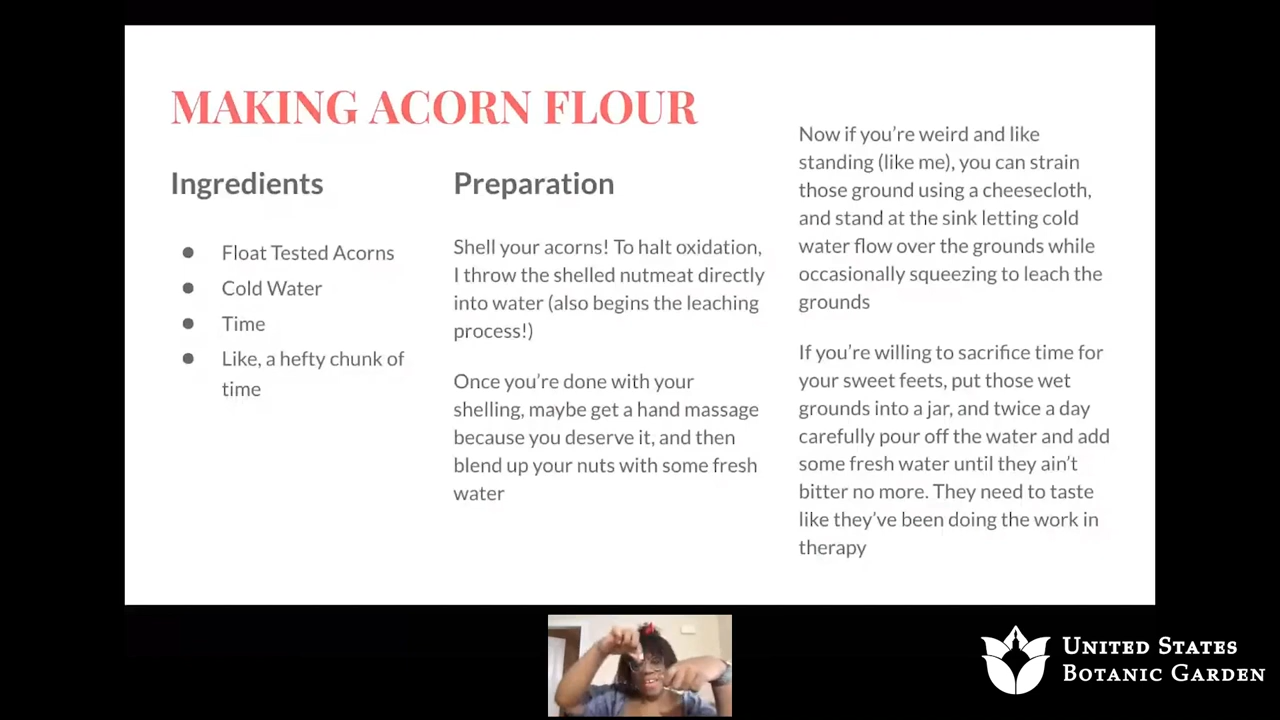 MAKING ACORN FLOUR
Ingredients
● Float Tested Acorns
● Cold Water
● Time
● Like, a hefty chunk of
time
Preparation
Shell your acorns! To halt oxidation,
I throw the shelled nutmeat directly
into water (also begins the leaching
process!)
Once you’re done with your
shelling, maybe get a hand massage
because you deserve it, and then
blend up your nuts with some fresh
water
Now if you’re weird and like
standing (like me), you can strain
those ground using a cheesecloth,
and stand at the sink letting cold
water flow over the grounds while
occasionally squeezing to leach the
grounds
If you’re willing to sacrifice time for
your sweet feets, put those wet
grounds into a jar, and twice a day
carefully pour off the water and add
some fresh water until they ain’t
bitter no more. They need to taste
like they’ve been doing the work in
therapy
UNITED STATES
BOTANIC GARDEN